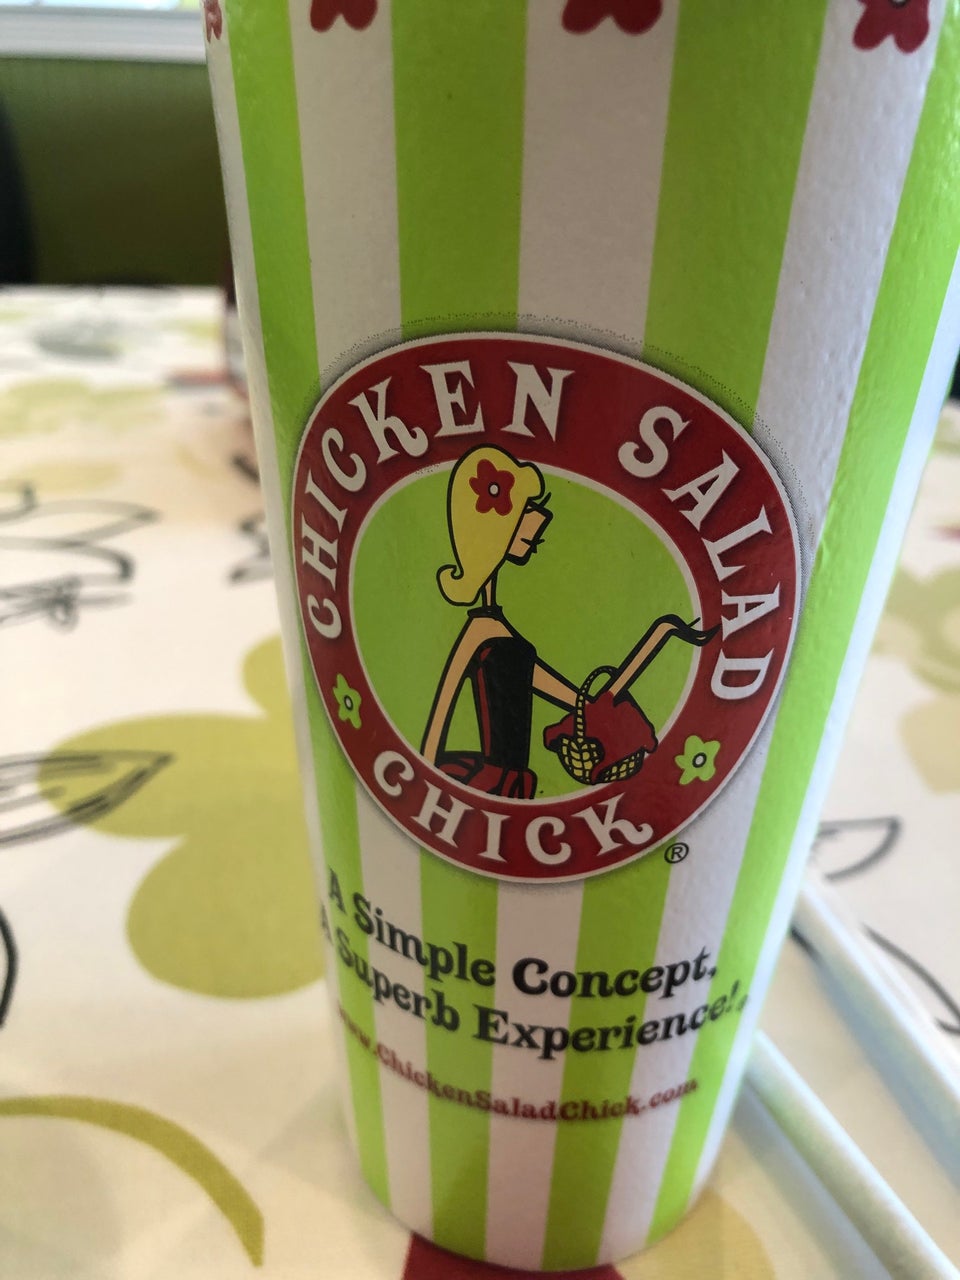 CHICKEN SALAD
CHICK
®
A Simple Concept,
A Superb Experience!
www.ChickenSaladChick.com